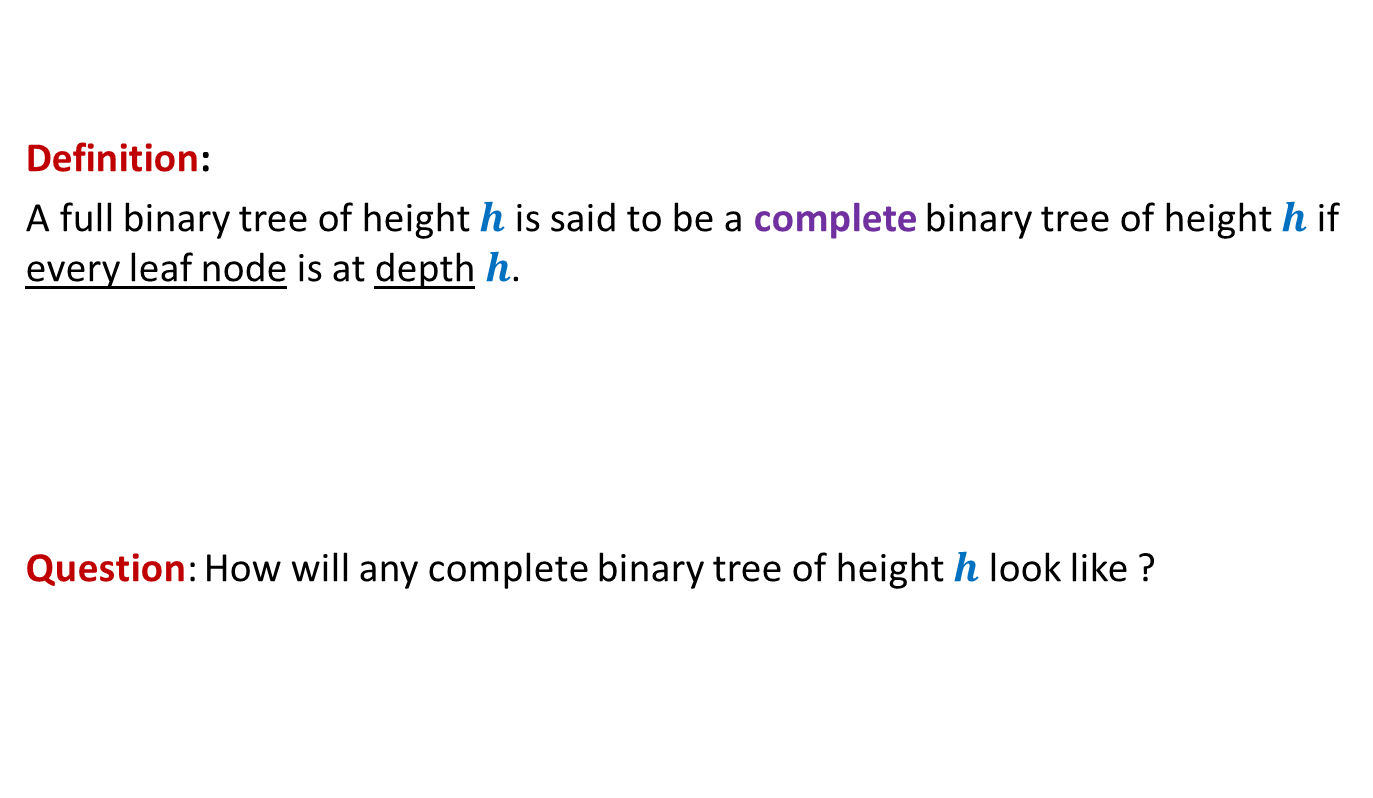 Definition:
A full binary tree of height h is said to be a complete binary tree of height h if
every leaf node is at depth h.
Question: How will any complete binary tree of height h look like ?